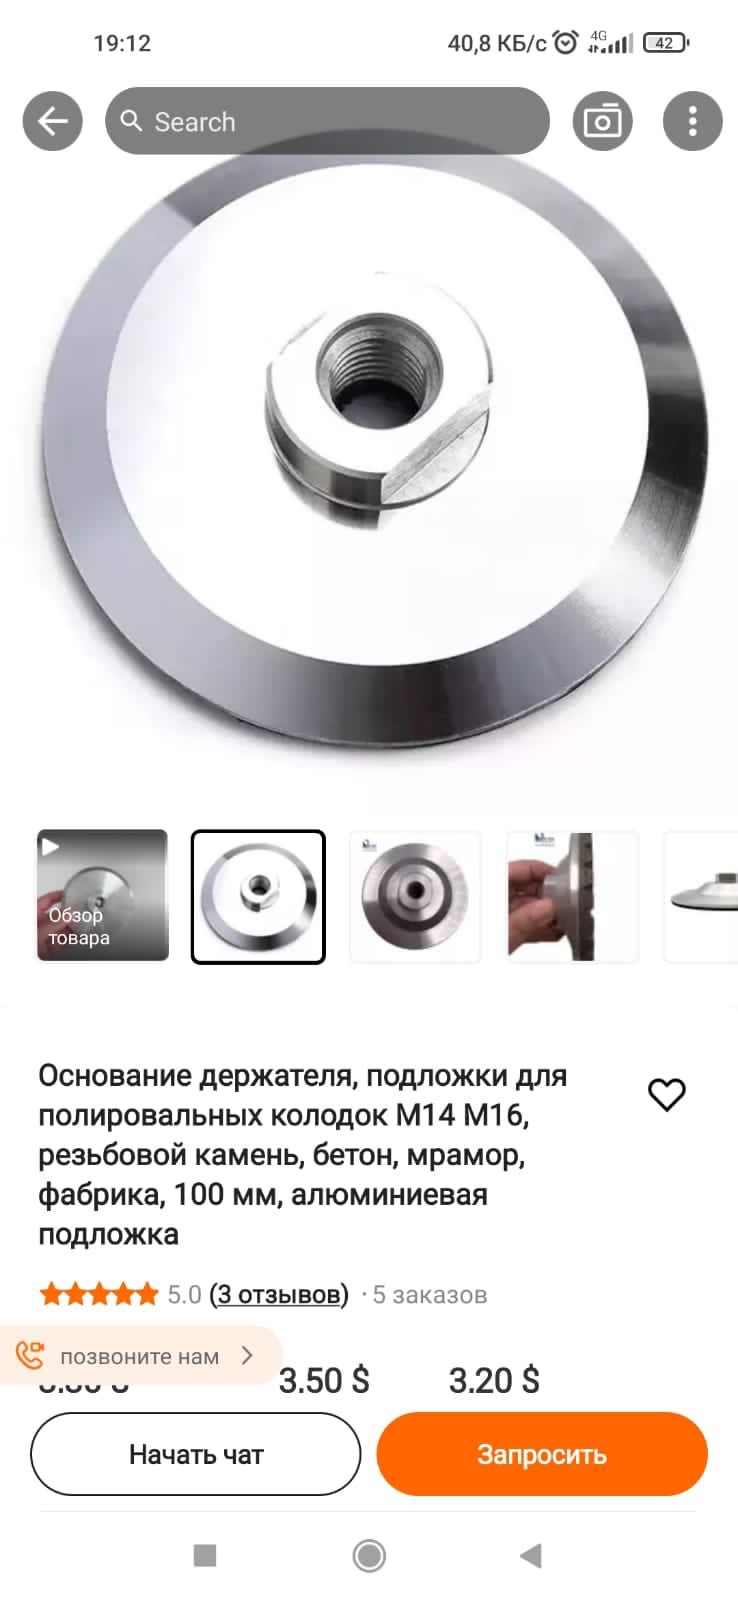 19:12
40,8 КБ/с
4G
42
Search
Обзор
товара
Основание держателя, подложки для
полировальных колодок M14 M16,
резьбовой камень, бетон, мрамор,
фабрика, 100 мм, алюминиевая
подложка
5.0 (3 отзывов) · 5 заказов
позвоните нам
3.50 $
3.20 $
Начать чат
Запросить